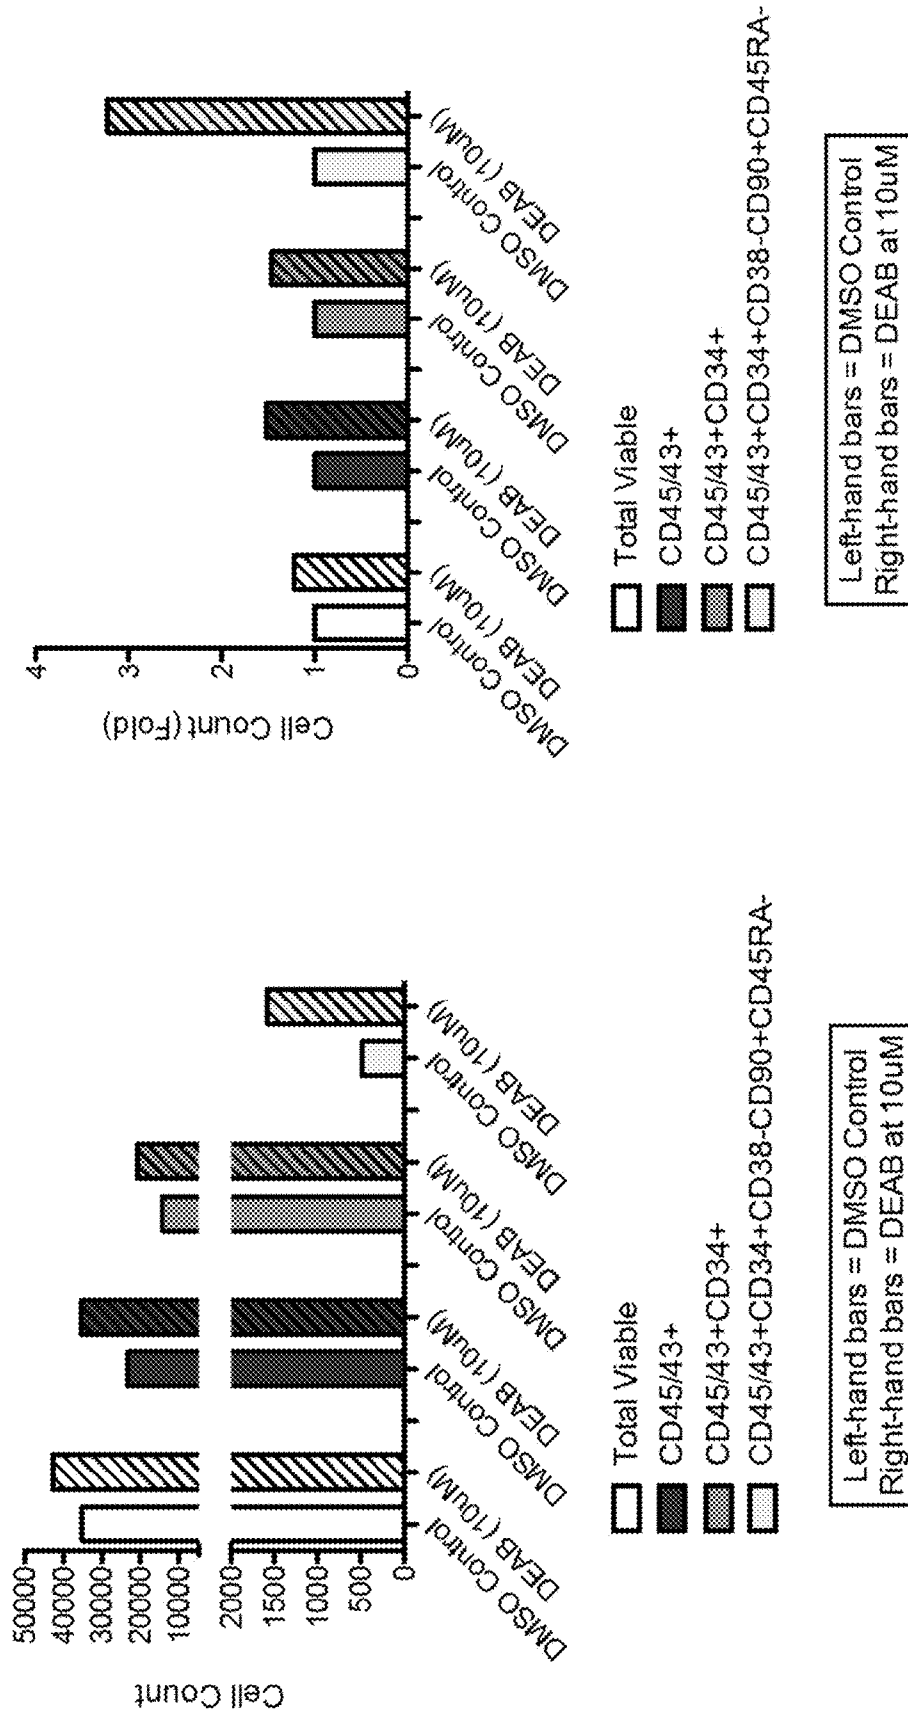 Cell Count
50000
40000
30000
20000
10000
2000
1500
1000
500
0
DMSO Control
DEAB (10uM)
DMSO Control
DEAB (10uM)
DMSO Control
DEAB (10uM)
DMSO Control
DEAB (10uM)
Total Viable
CD45/43+
CD45/43+CD34+
CD45/43+CD34+CD38-CD90+CD45RA-
Left-hand bars = DMSO Control
Right-hand bars = DEAB at 10uM
Cell Count (Fold)
4
3
2
1
0
DMSO Control
DEAB (10uM)
DMSO Control
DEAB (10uM)
DMSO Control
DEAB (10uM)
DMSO Control
DEAB (10uM)
Total Viable
CD45/43+
CD45/43+CD34+
CD45/43+CD34+CD38-CD90+CD45RA-
Left-hand bars = DMSO Control
Right-hand bars = DEAB at 10uM